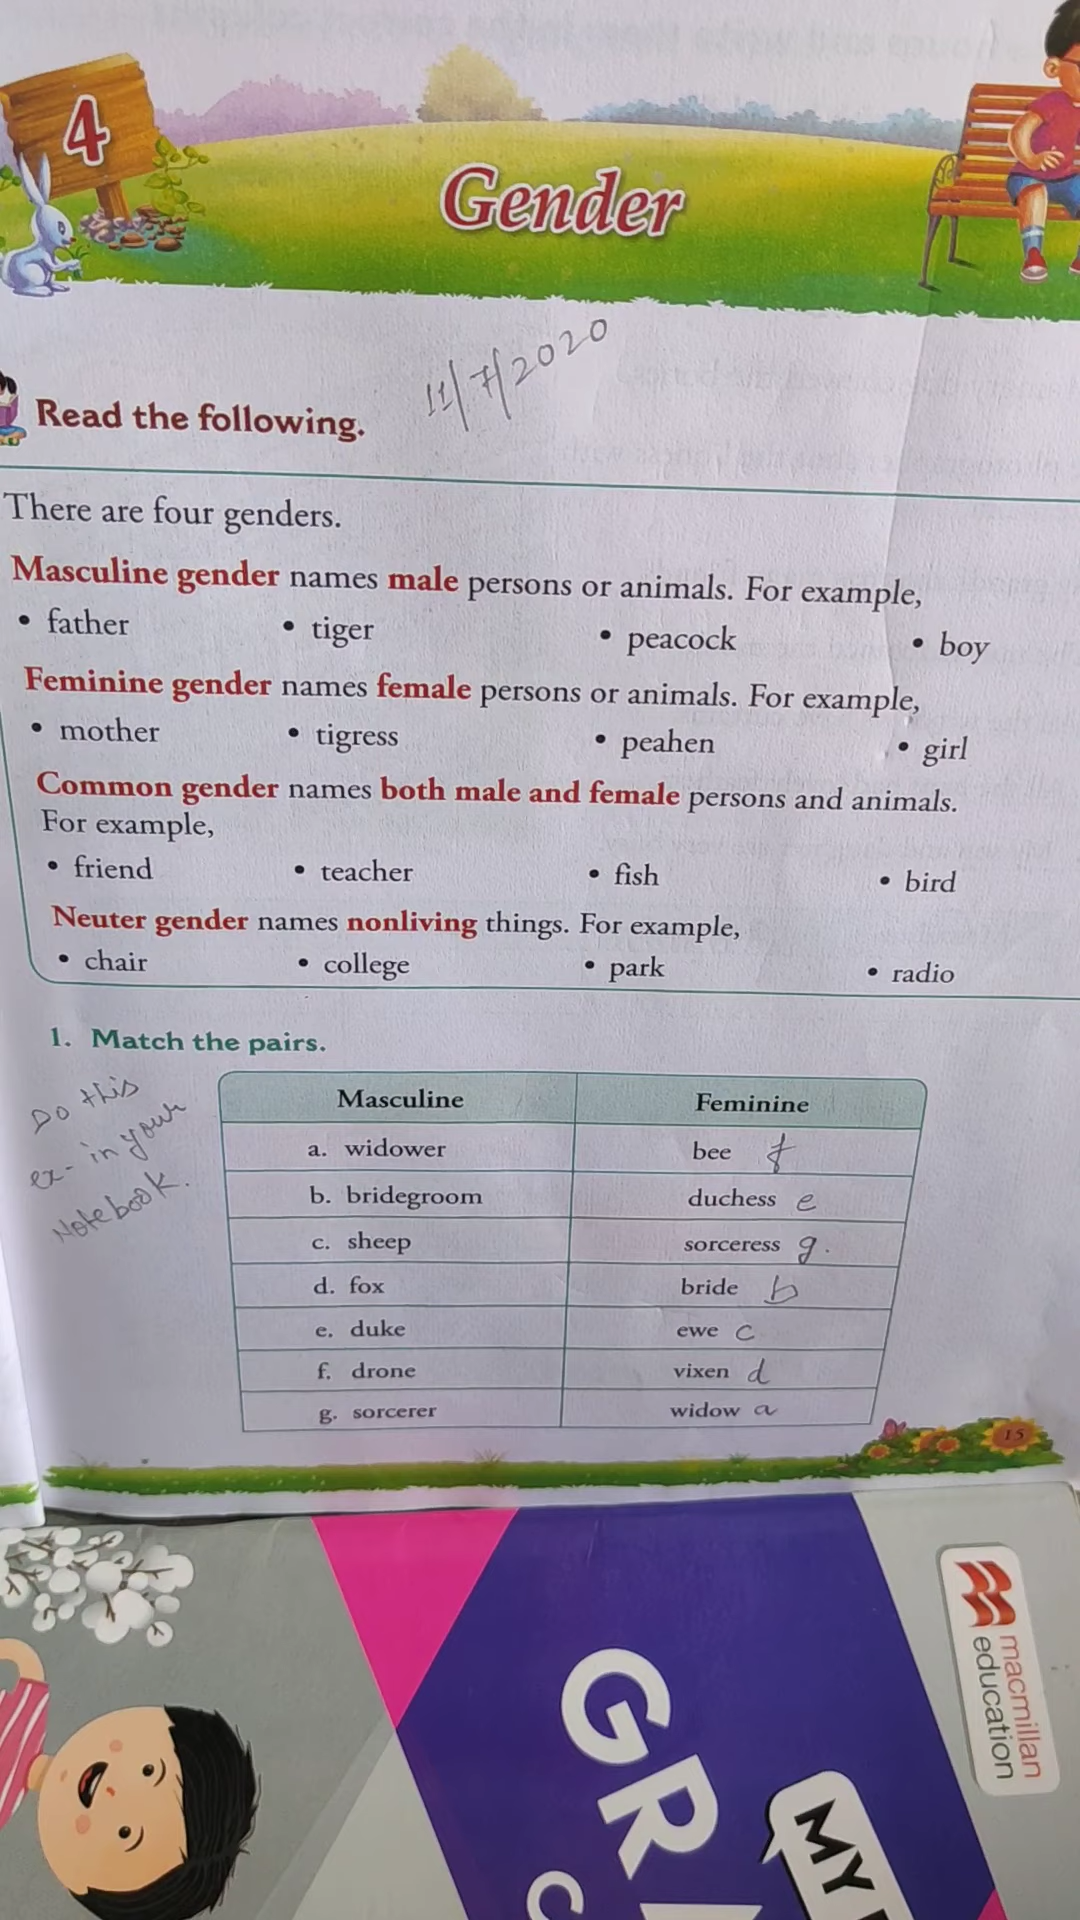 4
Gender
11/7/2020
Read the following.
There are four genders.
Masculine gender names male persons or animals. For example,
• father • tiger • peacock • boy
Feminine gender names female persons or animals. For example,
• mother • tigress • peahen • girl
Common gender names both male and female persons and animals.
For example,
• friend • teacher • fish • bird
Neuter gender names nonliving things. For example,
• chair • college • park • radio
1. Match the pairs.
Do this
ex- in your
Notebook.
Masculine Feminine
a. widower bee f
b. bridegroom duchess e
c. sheep sorceress g.
d. fox bride b
e. duke ewe c
f. drone vixen d
g. sorcerer widow a
15
macmillan
education
MY